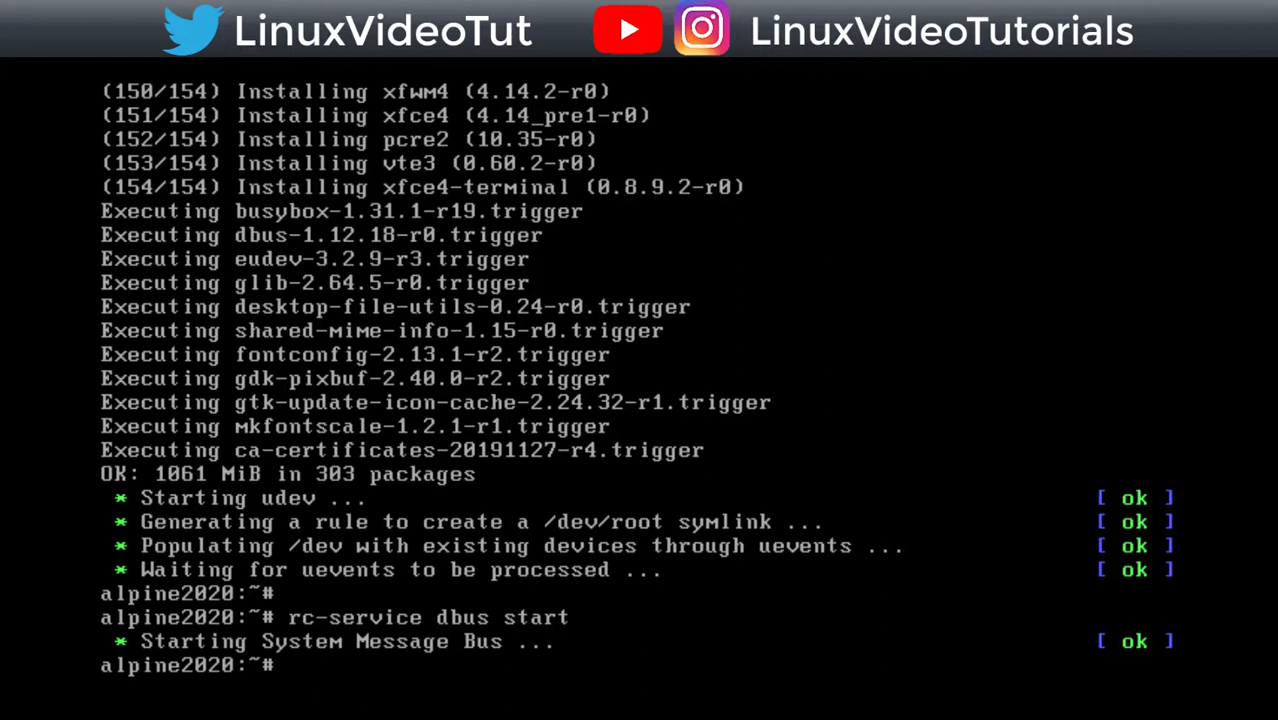 LinuxVideoTut LinuxVideoTutorials
(150/154) Installing xfwm4 (4.14.2-r0)
(151/154) Installing xfce4 (4.14_pre1-r0)
(152/154) Installing pcre2 (10.35-r0)
(153/154) Installing vte3 (0.60.2-r0)
(154/154) Installing xfce4-terminal (0.8.9.2-r0)
Executing busybox-1.31.1-r19.trigger
Executing dbus-1.12.18-r0.trigger
Executing eudev-3.2.9-r3.trigger
Executing glib-2.64.5-r0.trigger
Executing desktop-file-utils-0.24-r0.trigger
Executing shared-mime-info-1.15-r0.trigger
Executing fontconfig-2.13.1-r2.trigger
Executing gdk-pixbuf-2.40.0-r2.trigger
Executing gtk-update-icon-cache-2.24.32-r1.trigger
Executing mkfontscale-1.2.1-r1.trigger
Executing ca-certificates-20191127-r4.trigger
OK: 1061 MiB in 303 packages
* Starting udev ... [ ok ]
* Generating a rule to create a /dev/root symlink ... [ ok ]
* Populating /dev with existing devices through uevents ... [ ok ]
* Waiting for uevents to be processed ... [ ok ]
alpine2020:~#
alpine2020:~# rc-service dbus start
* Starting System Message Bus ... [ ok ]
alpine2020:~#